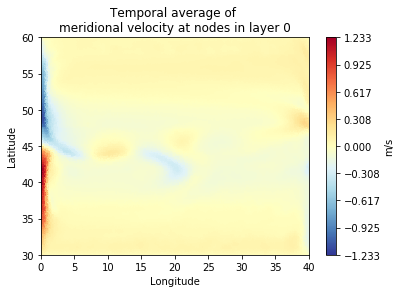 Temporal average of
meridional velocity at nodes in layer 0
60
55
50
45
40
35
30
Latitude
0 5 10 15 20 25 30 35 40
Longitude
1.233
0.925
0.617
0.308
0.000
−0.308
−0.617
−0.925
−1.233
m/s